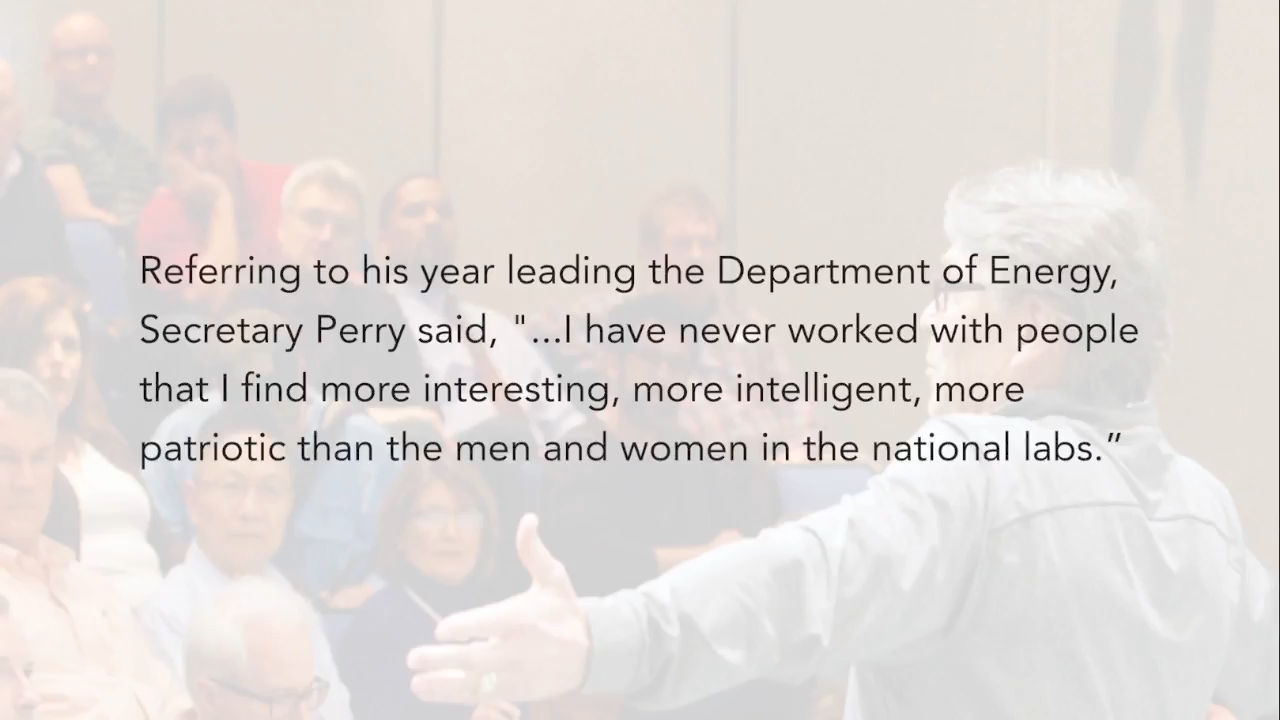 Referring to his year leading the Department of Energy,
Secretary Perry said, "...I have never worked with people
that I find more interesting, more intelligent, more
patriotic than the men and women in the national labs.”